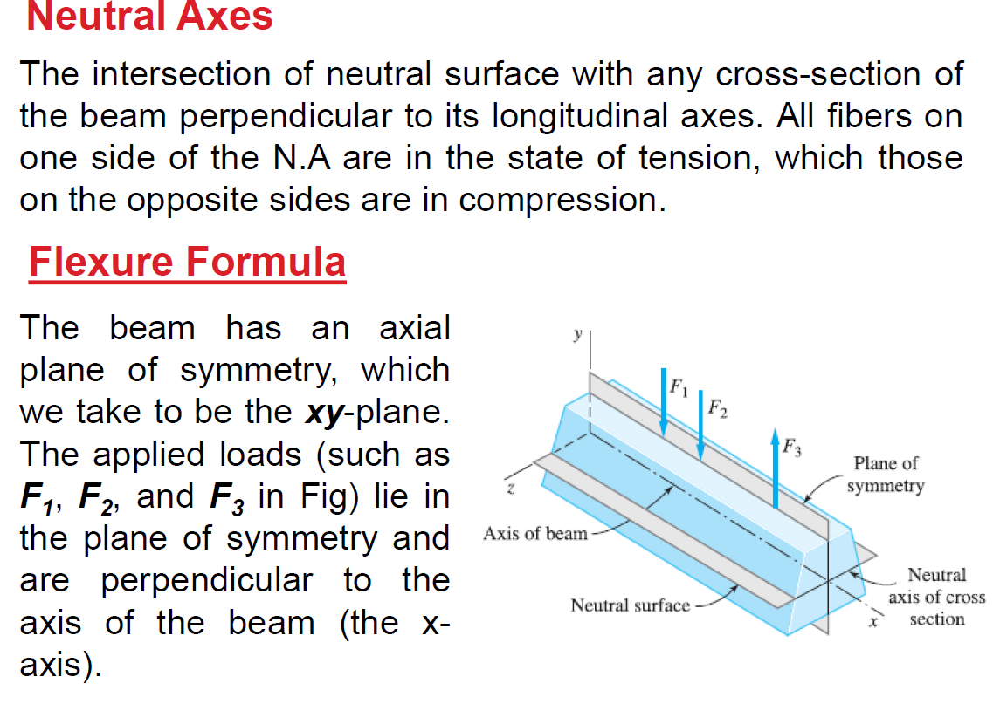 Neutral Axes
The intersection of neutral surface with any cross-section of
the beam perpendicular to its longitudinal axes. All fibers on
one side of the N.A are in the state of tension, which those
on the opposite sides are in compression.
Flexure Formula
The beam has an axial
plane of symmetry, which
we take to be the xy-plane.
The applied loads (such as
F1, F2, and F3 in Fig) lie in
the plane of symmetry and
are perpendicular to the
axis of the beam (the x-
axis).
y
F1
F2
F3
Plane of
symmetry
z
Axis of beam
Neutral surface
Neutral
axis of cross
section
x